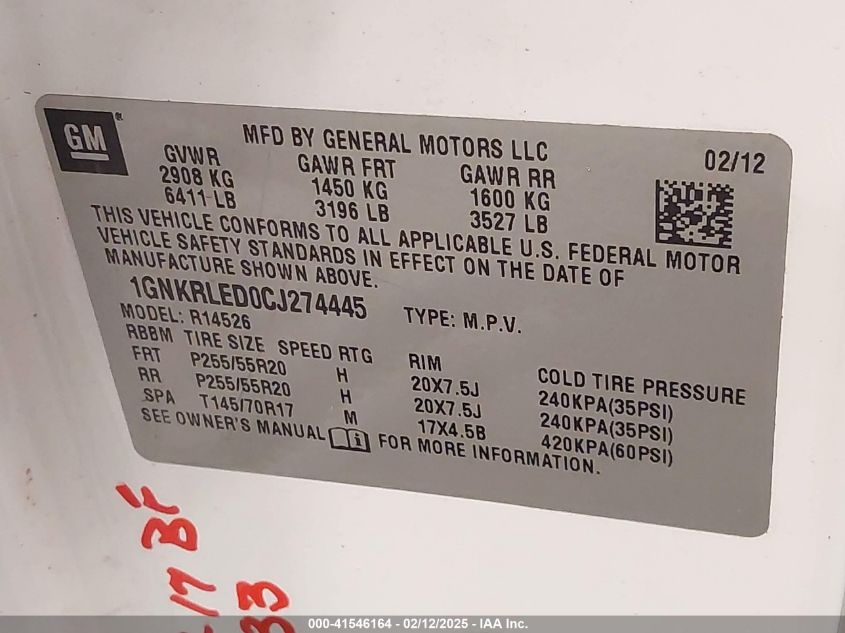 GM ®
MFD BY GENERAL MOTORS LLC 02/12
GVWR GAWR FRT GAWR RR
2908 KG 1450 KG 1600 KG
6411 LB 3196 LB 3527 LB
THIS VEHICLE CONFORMS TO ALL APPLICABLE U.S. FEDERAL MOTOR
VEHICLE SAFETY STANDARDS IN EFFECT ON THE DATE OF
MANUFACTURE SHOWN ABOVE.
1GNKRLED0CJ274445 TYPE: M.P.V.
MODEL: R14526
RBBM TIRE SIZE SPEED RTG RIM COLD TIRE PRESSURE
FRT P255/55R20 H 20X7.5J 240KPA(35PSI)
RR P255/55R20 H 20X7.5J 240KPA(35PSI)
SPA T145/70R17 M 17X4.5B 420KPA(60PSI)
SEE OWNER'S MANUAL i FOR MORE INFORMATION.
000-41546164 - 02/12/2025 - IAA Inc.